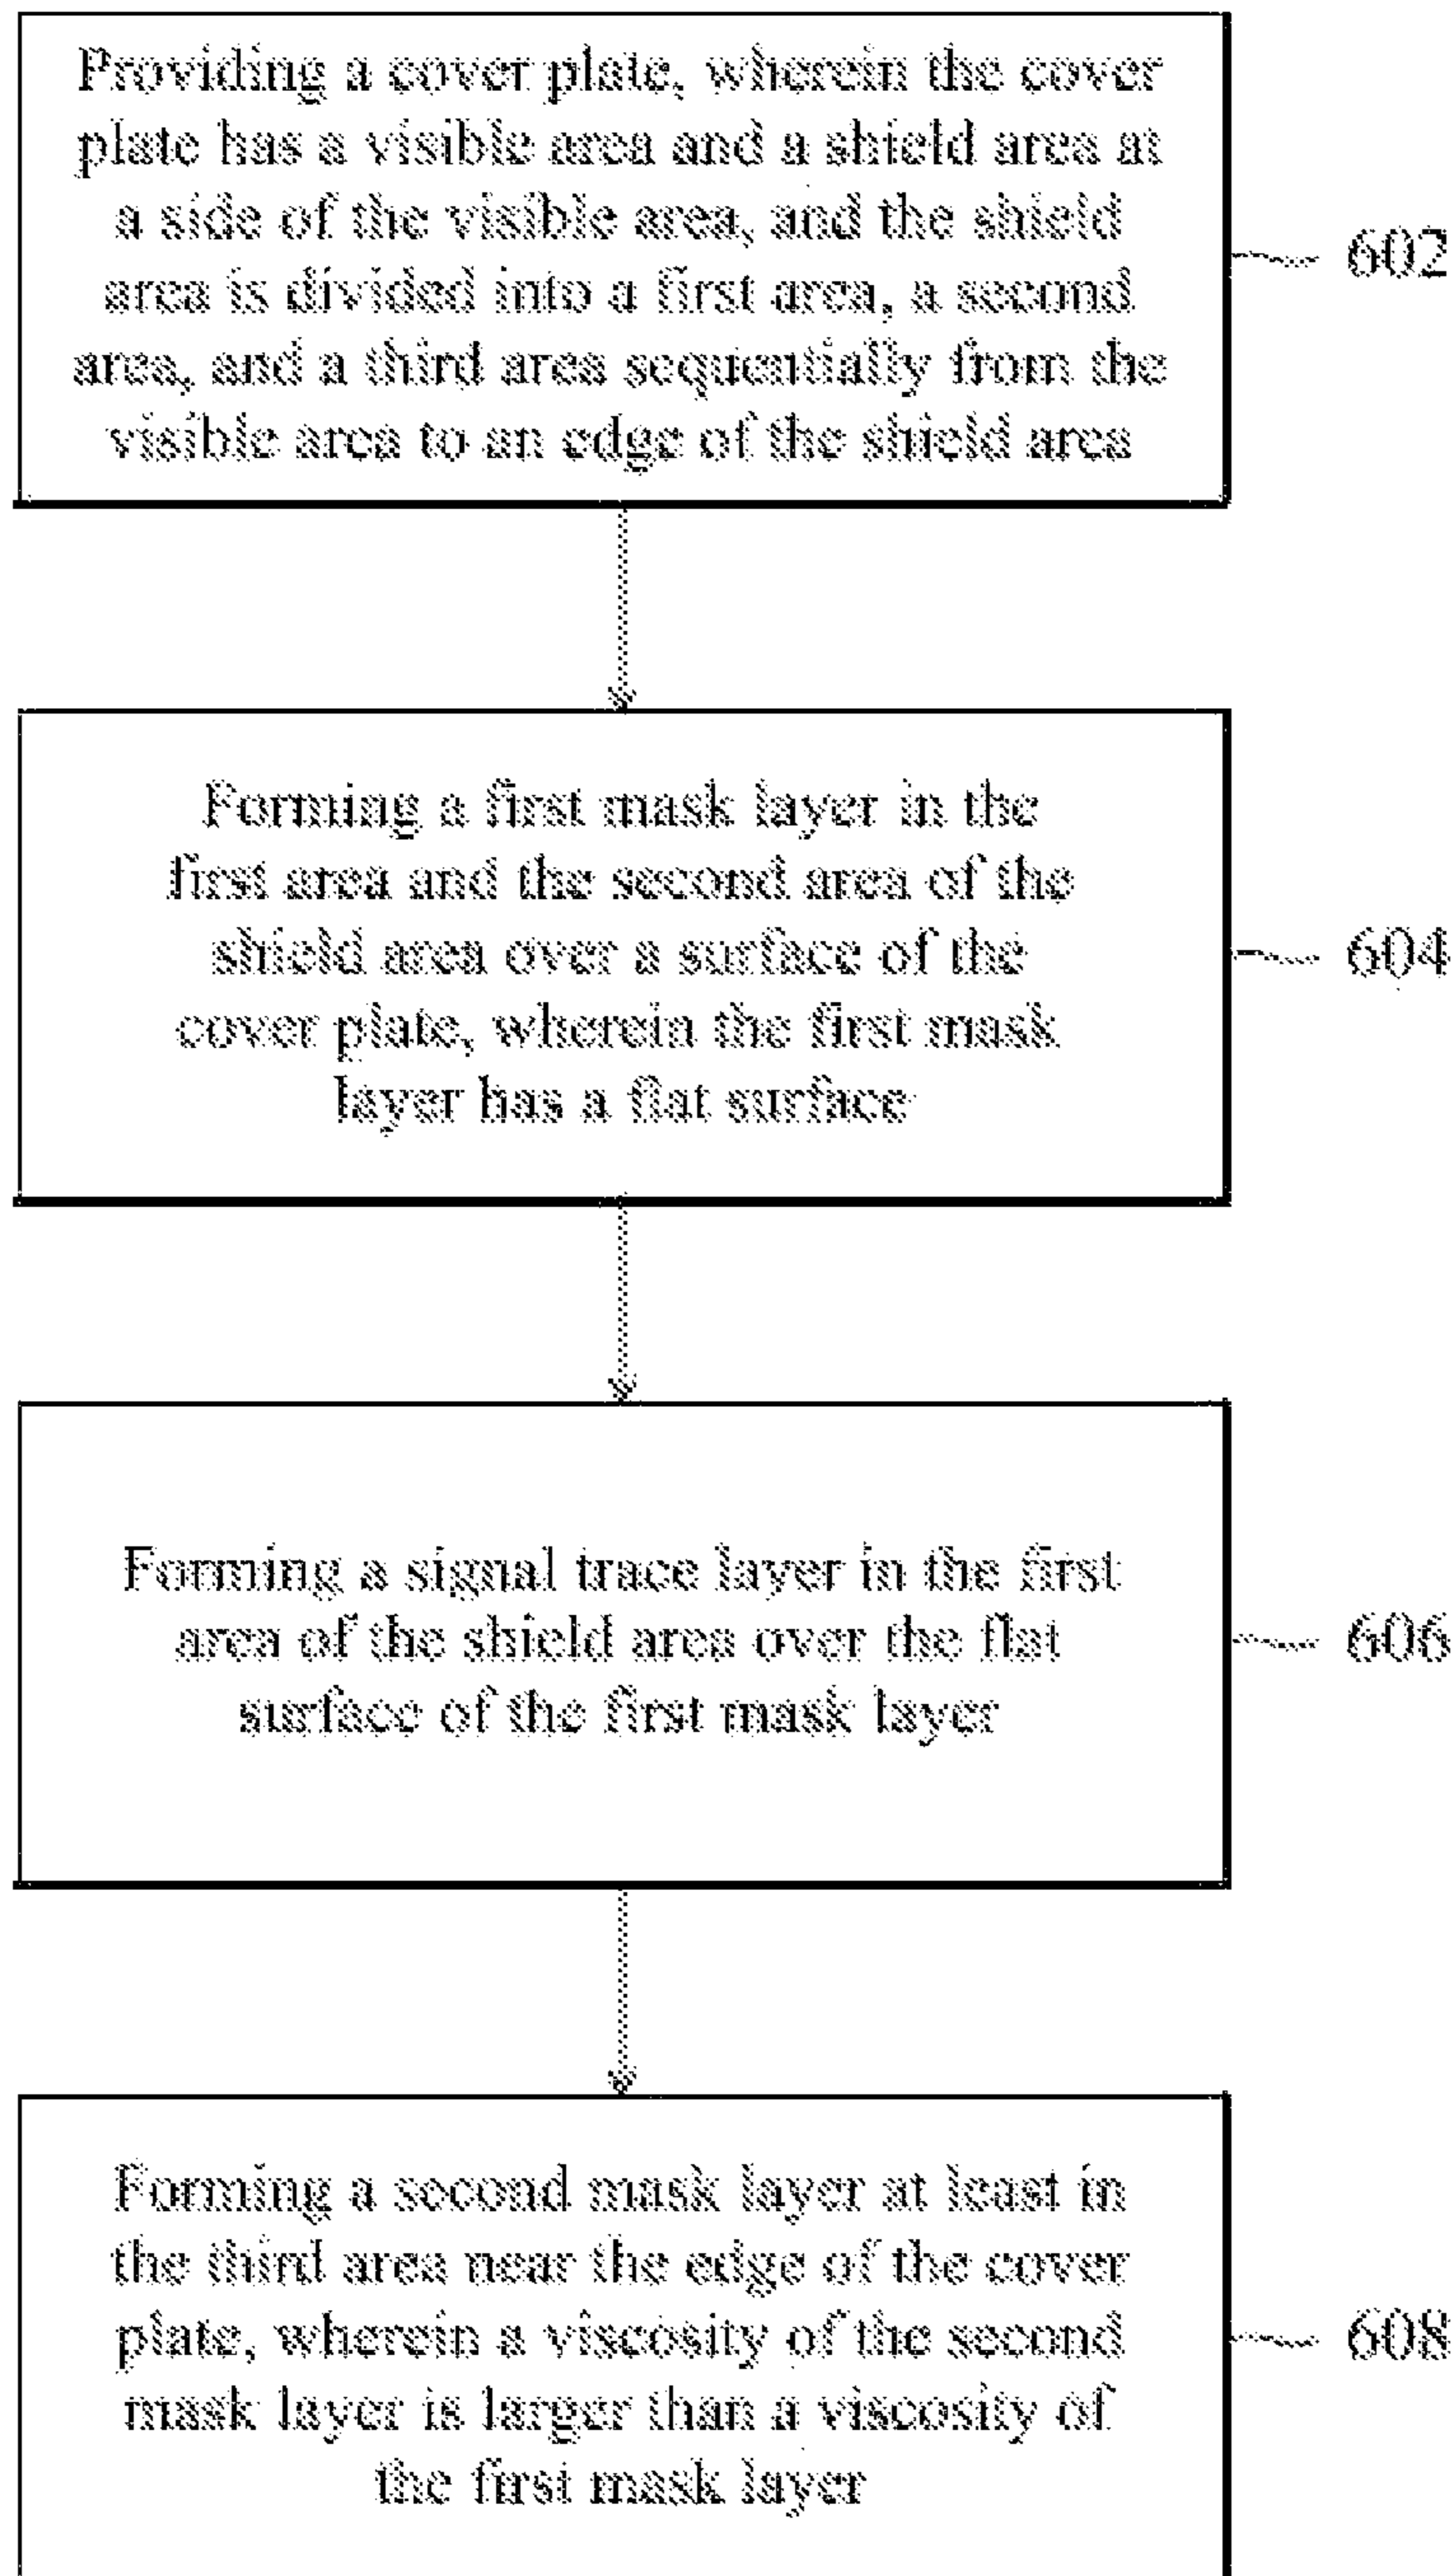 Providing a cover plate, wherein the cover
plate has a visible area and a shield area at
a side of the visible area, and the shield
area is divided into a first area, a second
area, and a third area sequentially from the
visible area to an edge of the shield area
602
Forming a first mask layer in the
first area and the second area of the
shield area over a surface of the
cover plate, wherein the first mask
layer has a flat surface
604
Forming a signal trace layer in the first
area of the shield area over the flat
surface of the first mask layer
606
Forming a second mask layer at least in
the third area near the edge of the cover
plate, wherein a viscosity of the second
mask layer is larger than a viscosity of
the first mask layer
608